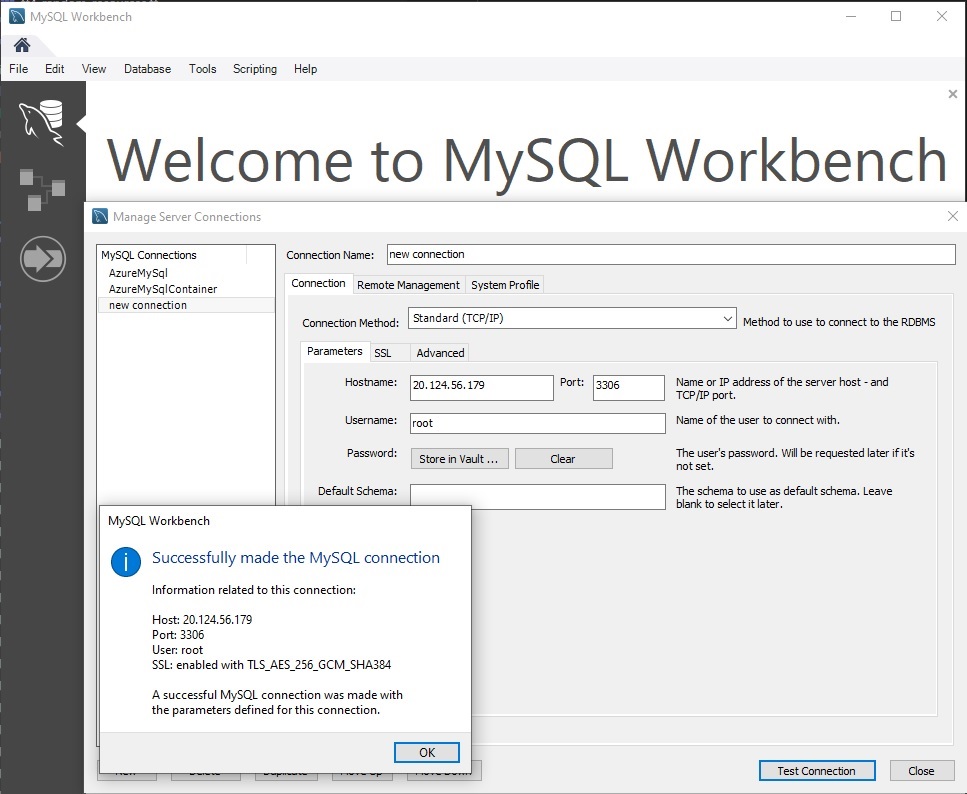 MySQL Workbench
File Edit View Database Tools Scripting Help
Welcome to MySQL Workbench
Manage Server Connections
MySQL Connections
AzureMySql
AzureMySqlContainer
new connection
Connection Name: new connection
Connection Remote Management System Profile
Connection Method: Standard (TCP/IP) Method to use to connect to the RDBMS
Parameters SSL Advanced
Hostname: 20.124.56.179 Port: 3306 Name or IP address of the server host - and
TCP/IP port.
Username: root Name of the user to connect with.
Password: Store in Vault ... Clear The user's password. Will be requested later if it's
not set.
Default Schema: The schema to use as default schema. Leave
blank to select it later.
MySQL Workbench
Successfully made the MySQL connection
Information related to this connection:
Host: 20.124.56.179
Port: 3306
User: root
SSL: enabled with TLS_AES_256_GCM_SHA384
A successful MySQL connection was made with
the parameters defined for this connection.
OK
New Delete Duplicate Move Up Move Down Test Connection Close